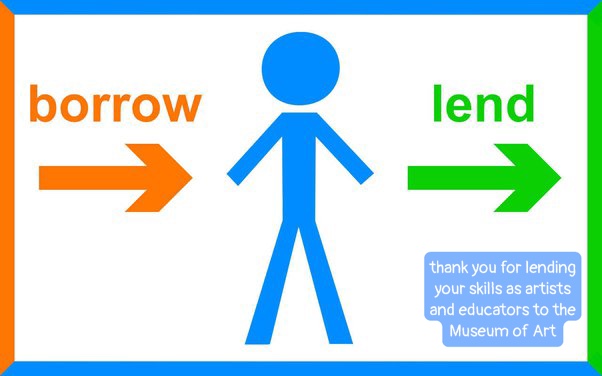 borrow
lend
thank you for lending
your skills as artists
and educators to the
Museum of Art